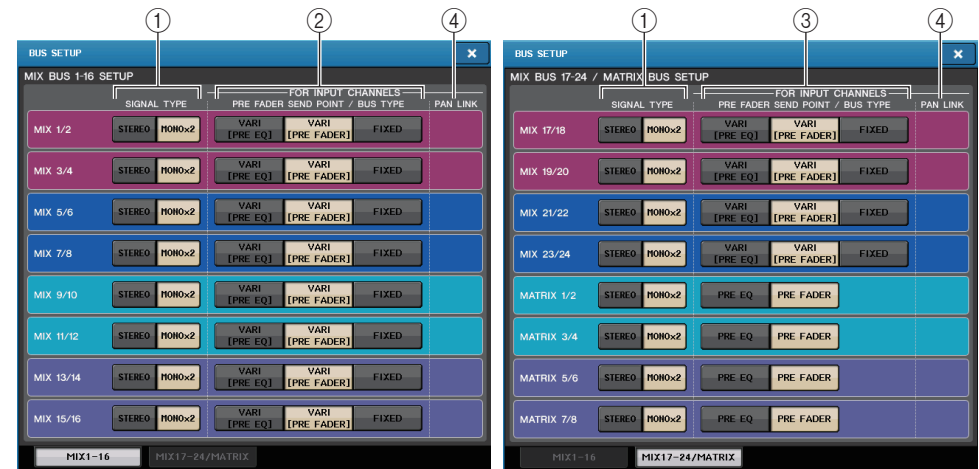 ① ② ④ ① ③ ④
BUS SETUP ×
MIX BUS 1-16 SETUP
FOR INPUT CHANNELS
SIGNAL TYPE PRE FADER SEND POINT / BUS TYPE PAN LINK
MIX 1/2 STEREO MONO×2 VARI [PRE EQ] VARI [PRE FADER] FIXED
MIX 3/4 STEREO MONO×2 VARI [PRE EQ] VARI [PRE FADER] FIXED
MIX 5/6 STEREO MONO×2 VARI [PRE EQ] VARI [PRE FADER] FIXED
MIX 7/8 STEREO MONO×2 VARI [PRE EQ] VARI [PRE FADER] FIXED
MIX 9/10 STEREO MONO×2 VARI [PRE EQ] VARI [PRE FADER] FIXED
MIX 11/12 STEREO MONO×2 VARI [PRE EQ] VARI [PRE FADER] FIXED
MIX 13/14 STEREO MONO×2 VARI [PRE EQ] VARI [PRE FADER] FIXED
MIX 15/16 STEREO MONO×2 VARI [PRE EQ] VARI [PRE FADER] FIXED
MIX1-16 MIX17-24/MATRIX
BUS SETUP ×
MIX BUS 17-24 / MATRIX BUS SETUP
FOR INPUT CHANNELS
SIGNAL TYPE PRE FADER SEND POINT / BUS TYPE PAN LINK
MIX 17/18 STEREO MONO×2 VARI [PRE EQ] VARI [PRE FADER] FIXED
MIX 19/20 STEREO MONO×2 VARI [PRE EQ] VARI [PRE FADER] FIXED
MIX 21/22 STEREO MONO×2 VARI [PRE EQ] VARI [PRE FADER] FIXED
MIX 23/24 STEREO MONO×2 VARI [PRE EQ] VARI [PRE FADER] FIXED
MATRIX 1/2 STEREO MONO×2 PRE EQ PRE FADER
MATRIX 3/4 STEREO MONO×2 PRE EQ PRE FADER
MATRIX 5/6 STEREO MONO×2 PRE EQ PRE FADER
MATRIX 7/8 STEREO MONO×2 PRE EQ PRE FADER
MIX1-16 MIX17-24/MATRIX